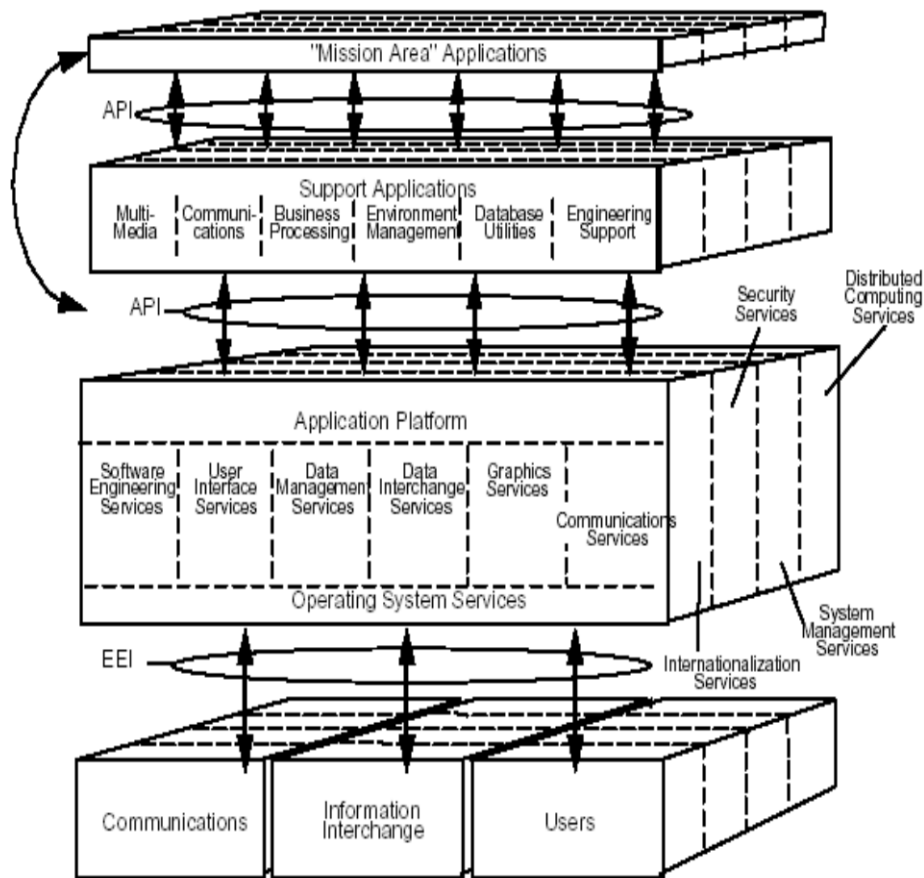 "Mission Area" Applications
API
Support Applications
Multi-
Media
Communi-
cations
Business
Processing
Environment
Management
Database
Utilities
Engineering
Support
API
Security
Services
Distributed
Computing
Services
Application Platform
Software
Engineering
Services
User
Interface
Services
Data
Management
Services
Data
Interchange
Services
Graphics
Services
Communications
Services
Operating System Services
System
Management Services
Internationalization
Services
EEI
Communications
Information
Interchange
Users